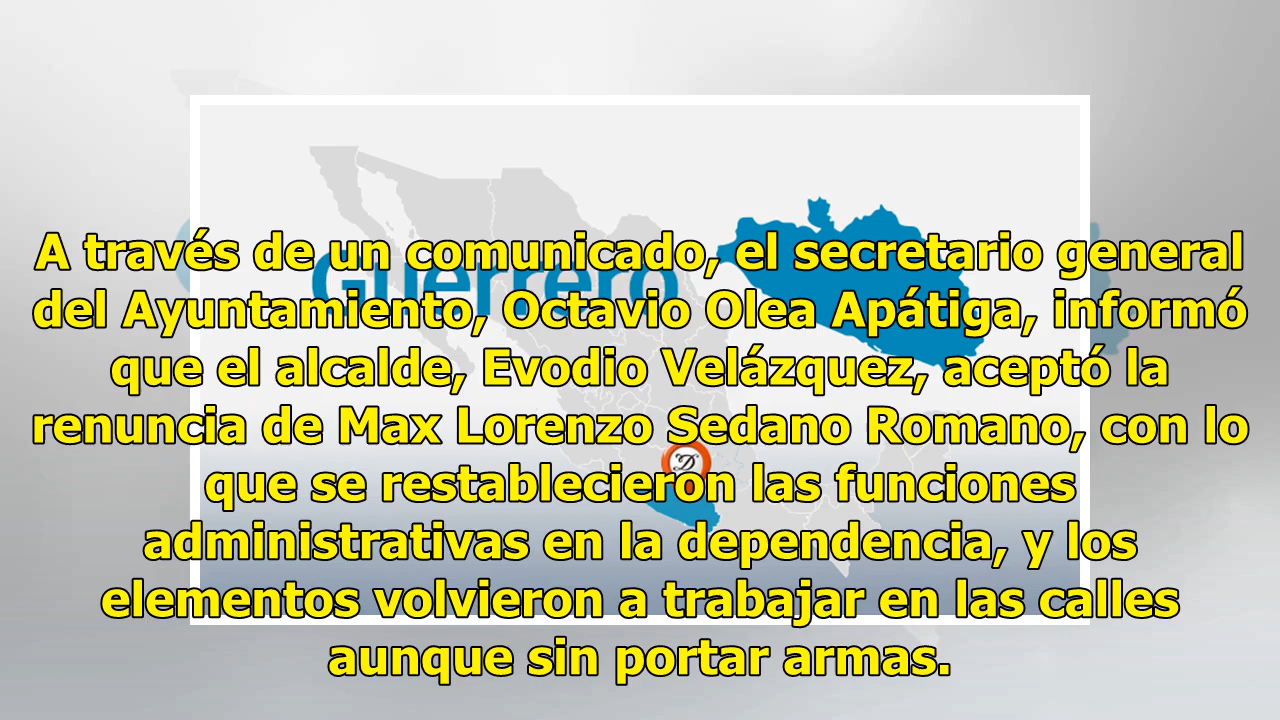 A través de un comunicado, el secretario general
del Ayuntamiento, Octavio Olea Apátiga, informó
que el alcalde, Evodio Velázquez, aceptó la
renuncia de Max Lorenzo Sedano Romano, con lo
que se restablecieron las funciones
administrativas en la dependencia, y los
elementos volvieron a trabajar en las calles
aunque sin portar armas.
Guerrero
D